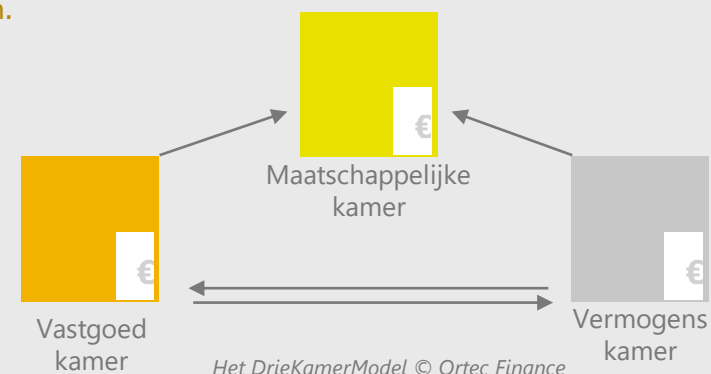 €
Maatschappelijke
kamer
€
€
Vastgoed
kamer
Vermogens
kamer
Het DrieKamerModel © Ortec Finance